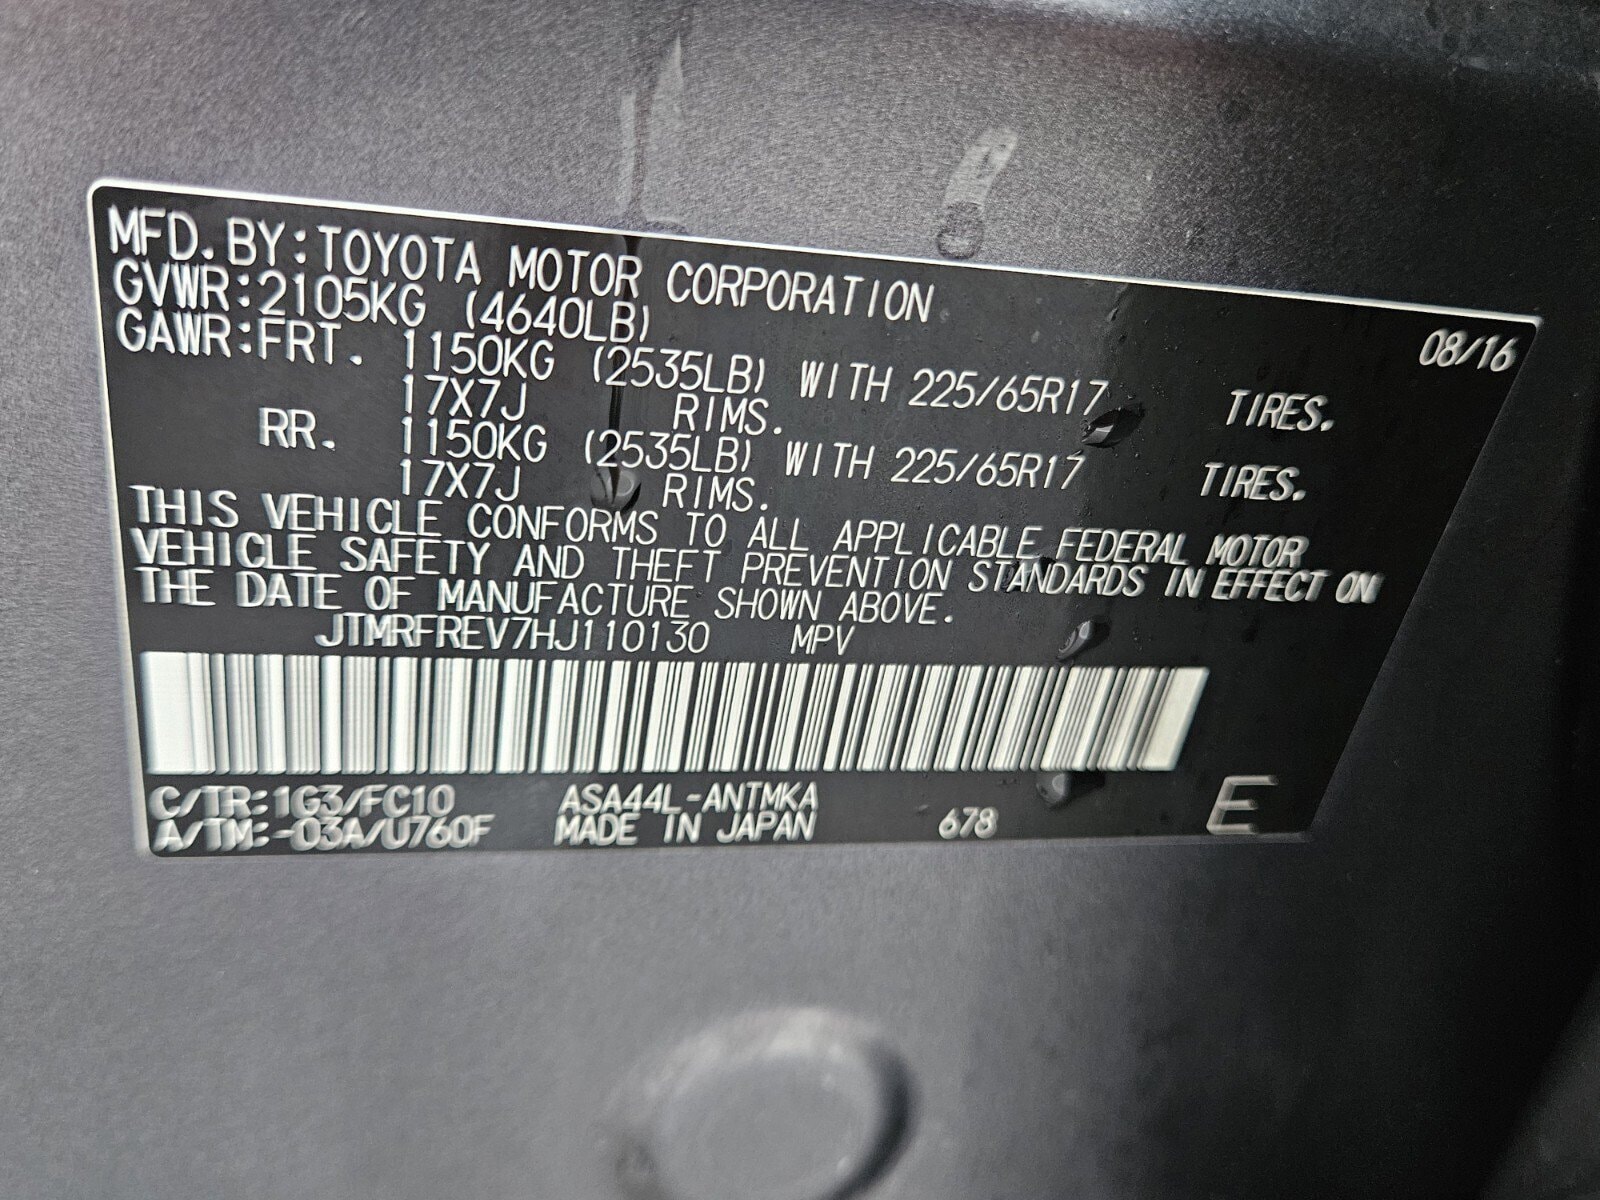 MFD. BY: TOYOTA MOTOR CORPORATION 08/16
GVWR: 2105KG (4640LB)
GAWR: FRT. 1150KG (2535LB) WITH 225/65R17 TIRES.
17X7J RIMS.
RR. 1150KG (2535LB) WITH 225/65R17 TIRES.
17X7J RIMS.
THIS VEHICLE CONFORMS TO ALL APPLICABLE FEDERAL MOTOR
VEHICLE SAFETY AND THEFT PREVENTION STANDARDS IN EFFECT ON
THE DATE OF MANUFACTURE SHOWN ABOVE.
JTMRFREV7HJ110130 MPV
C/TR: 1G3/FC10 ASA44L-ANTMKA
A/TM: -03A/U760F MADE IN JAPAN 678 E